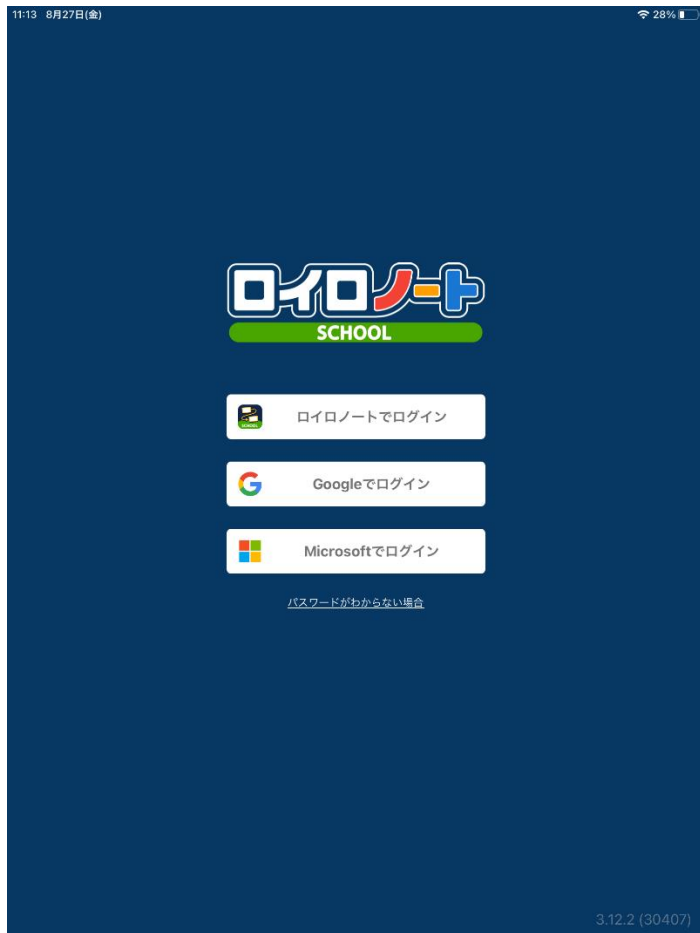 11:13 8月27日(金) 28%
ロイロノート
SCHOOL
ロイロノートでログイン
Googleでログイン
Microsoftでログイン
パスワードがわからない場合
3.12.2 (30407)